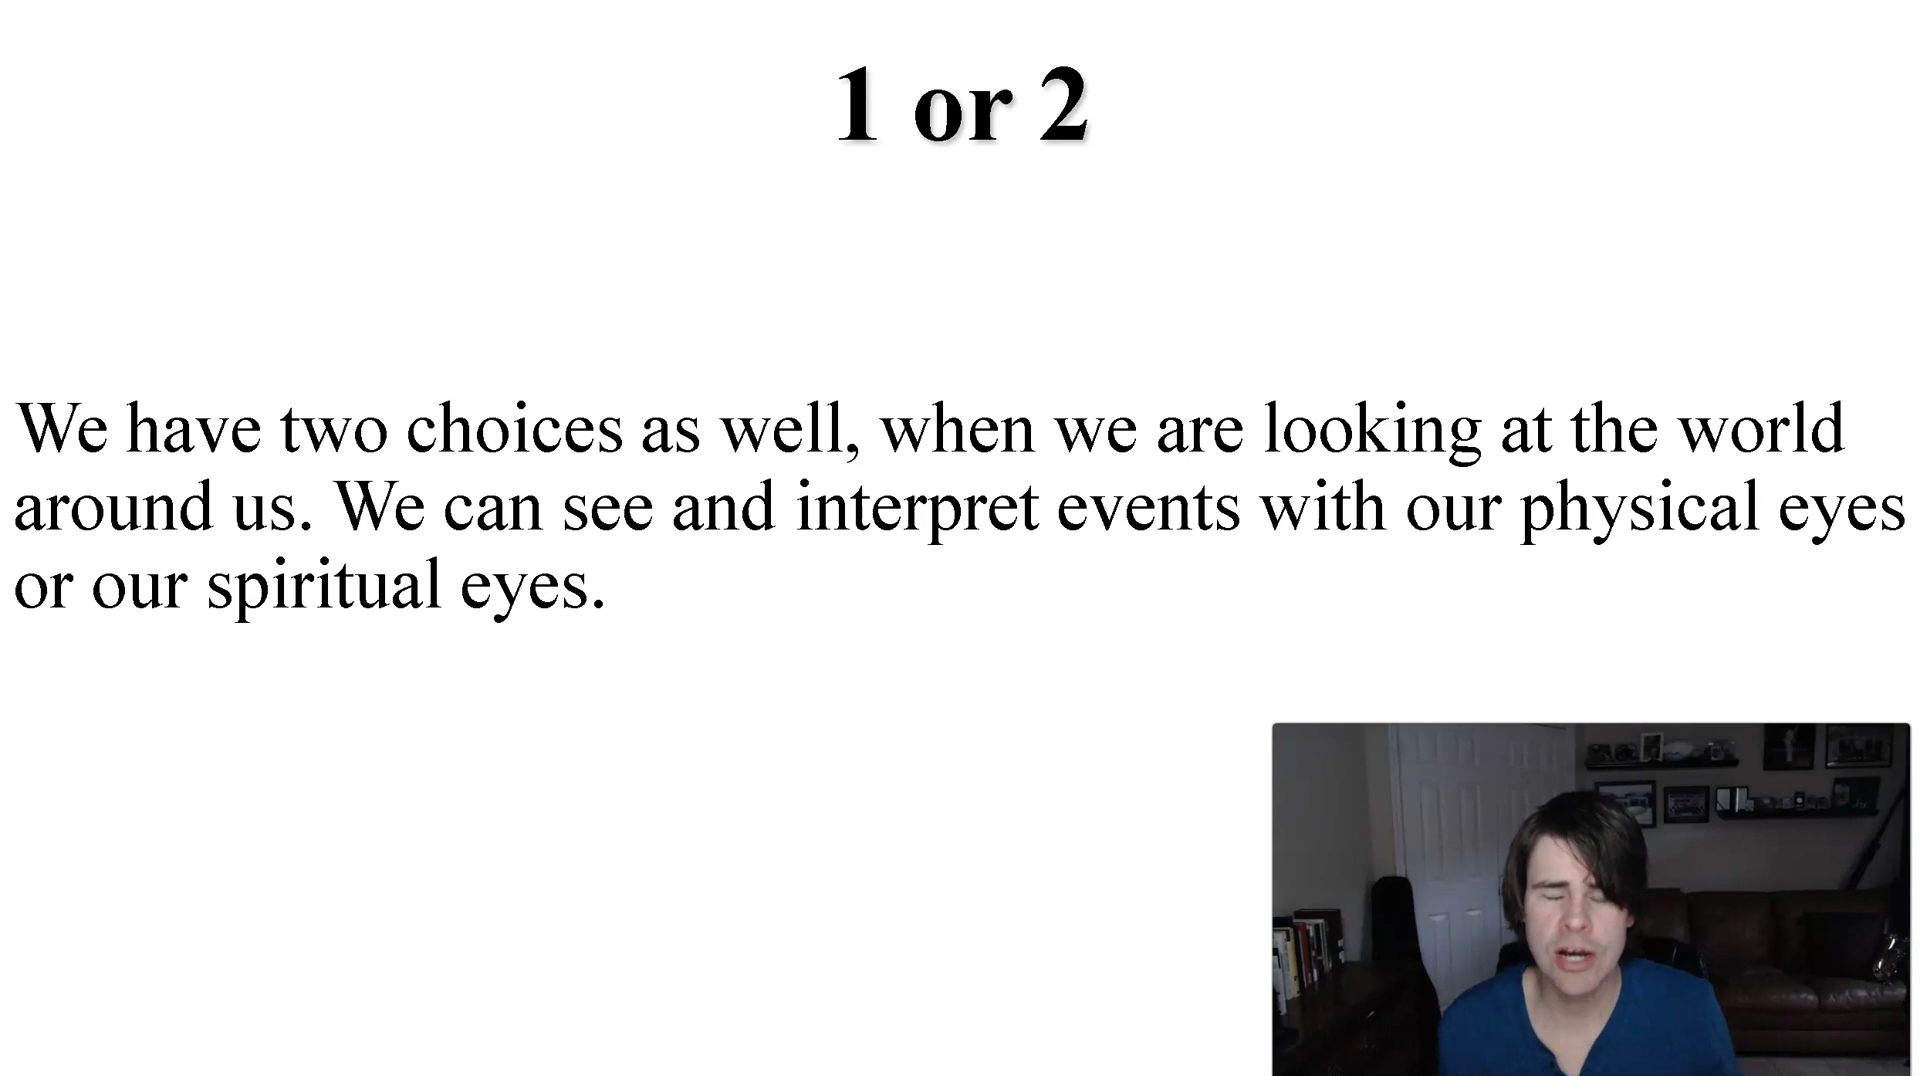 1 or 2
We have two choices as well, when we are looking at the world
around us. We can see and interpret events with our physical eyes
or our spiritual eyes.